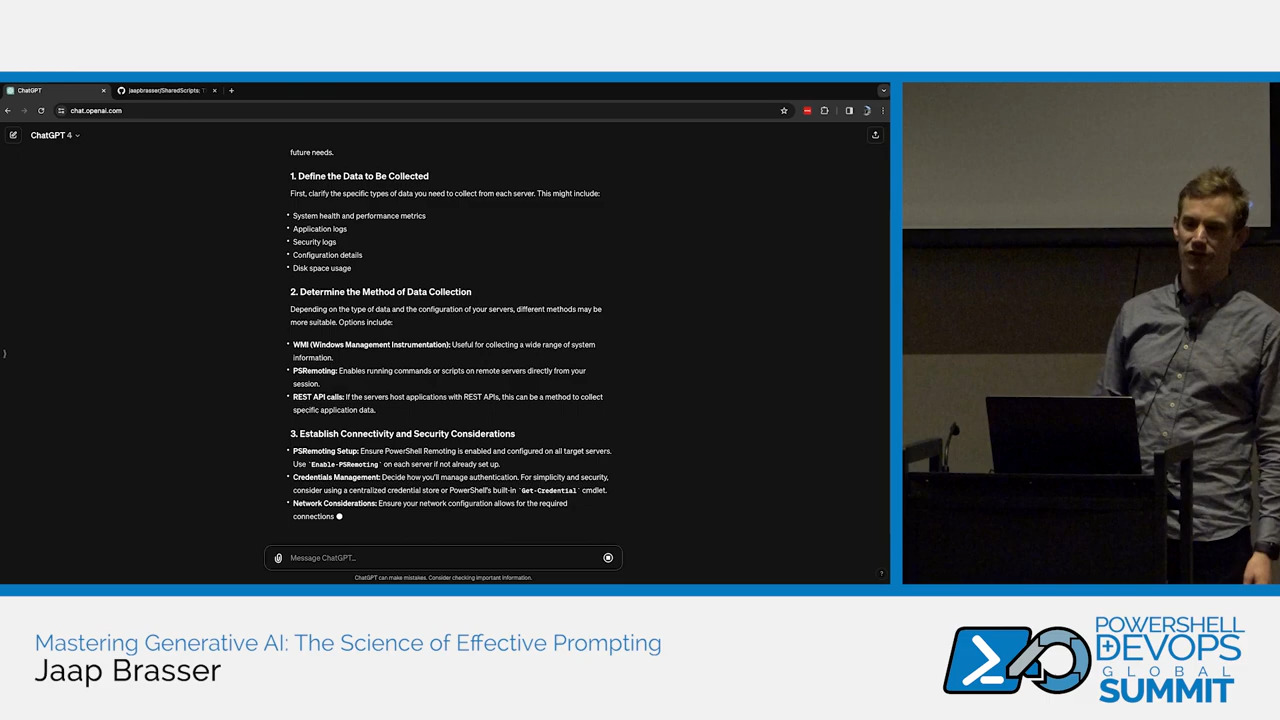 ChatGPT
jaapbrasser/SharedScripts: T
chat.openai.com
ChatGPT 4
future needs.
1. Define the Data to Be Collected
First, clarify the specific types of data you need to collect from each server. This might include:
• System health and performance metrics
• Application logs
• Security logs
• Configuration details
• Disk space usage
2. Determine the Method of Data Collection
Depending on the type of data and the configuration of your servers, different methods may be
more suitable. Options include:
• WMI (Windows Management Instrumentation): Useful for collecting a wide range of system
information.
}
• PSRemoting: Enables running commands or scripts on remote servers directly from your
session.
• REST API calls: If the servers host applications with REST APIs, this can be a method to collect
specific application data.
3. Establish Connectivity and Security Considerations
• PSRemoting Setup: Ensure PowerShell Remoting is enabled and configured on all target servers.
Use `Enable-PSRemoting` on each server if not already set up.
• Credentials Management: Decide how you'll manage authentication. For simplicity and security,
consider using a centralized credential store or PowerShell's built-in `Get-Credential` cmdlet.
• Network Considerations: Ensure your network configuration allows for the required
connections
Message ChatGPT…
ChatGPT can make mistakes. Consider checking important information.
?
Mastering Generative AI: The Science of Effective Prompting
Jaap Brasser
POWERSHELL
DEVOPS
GLOBAL
SUMMIT